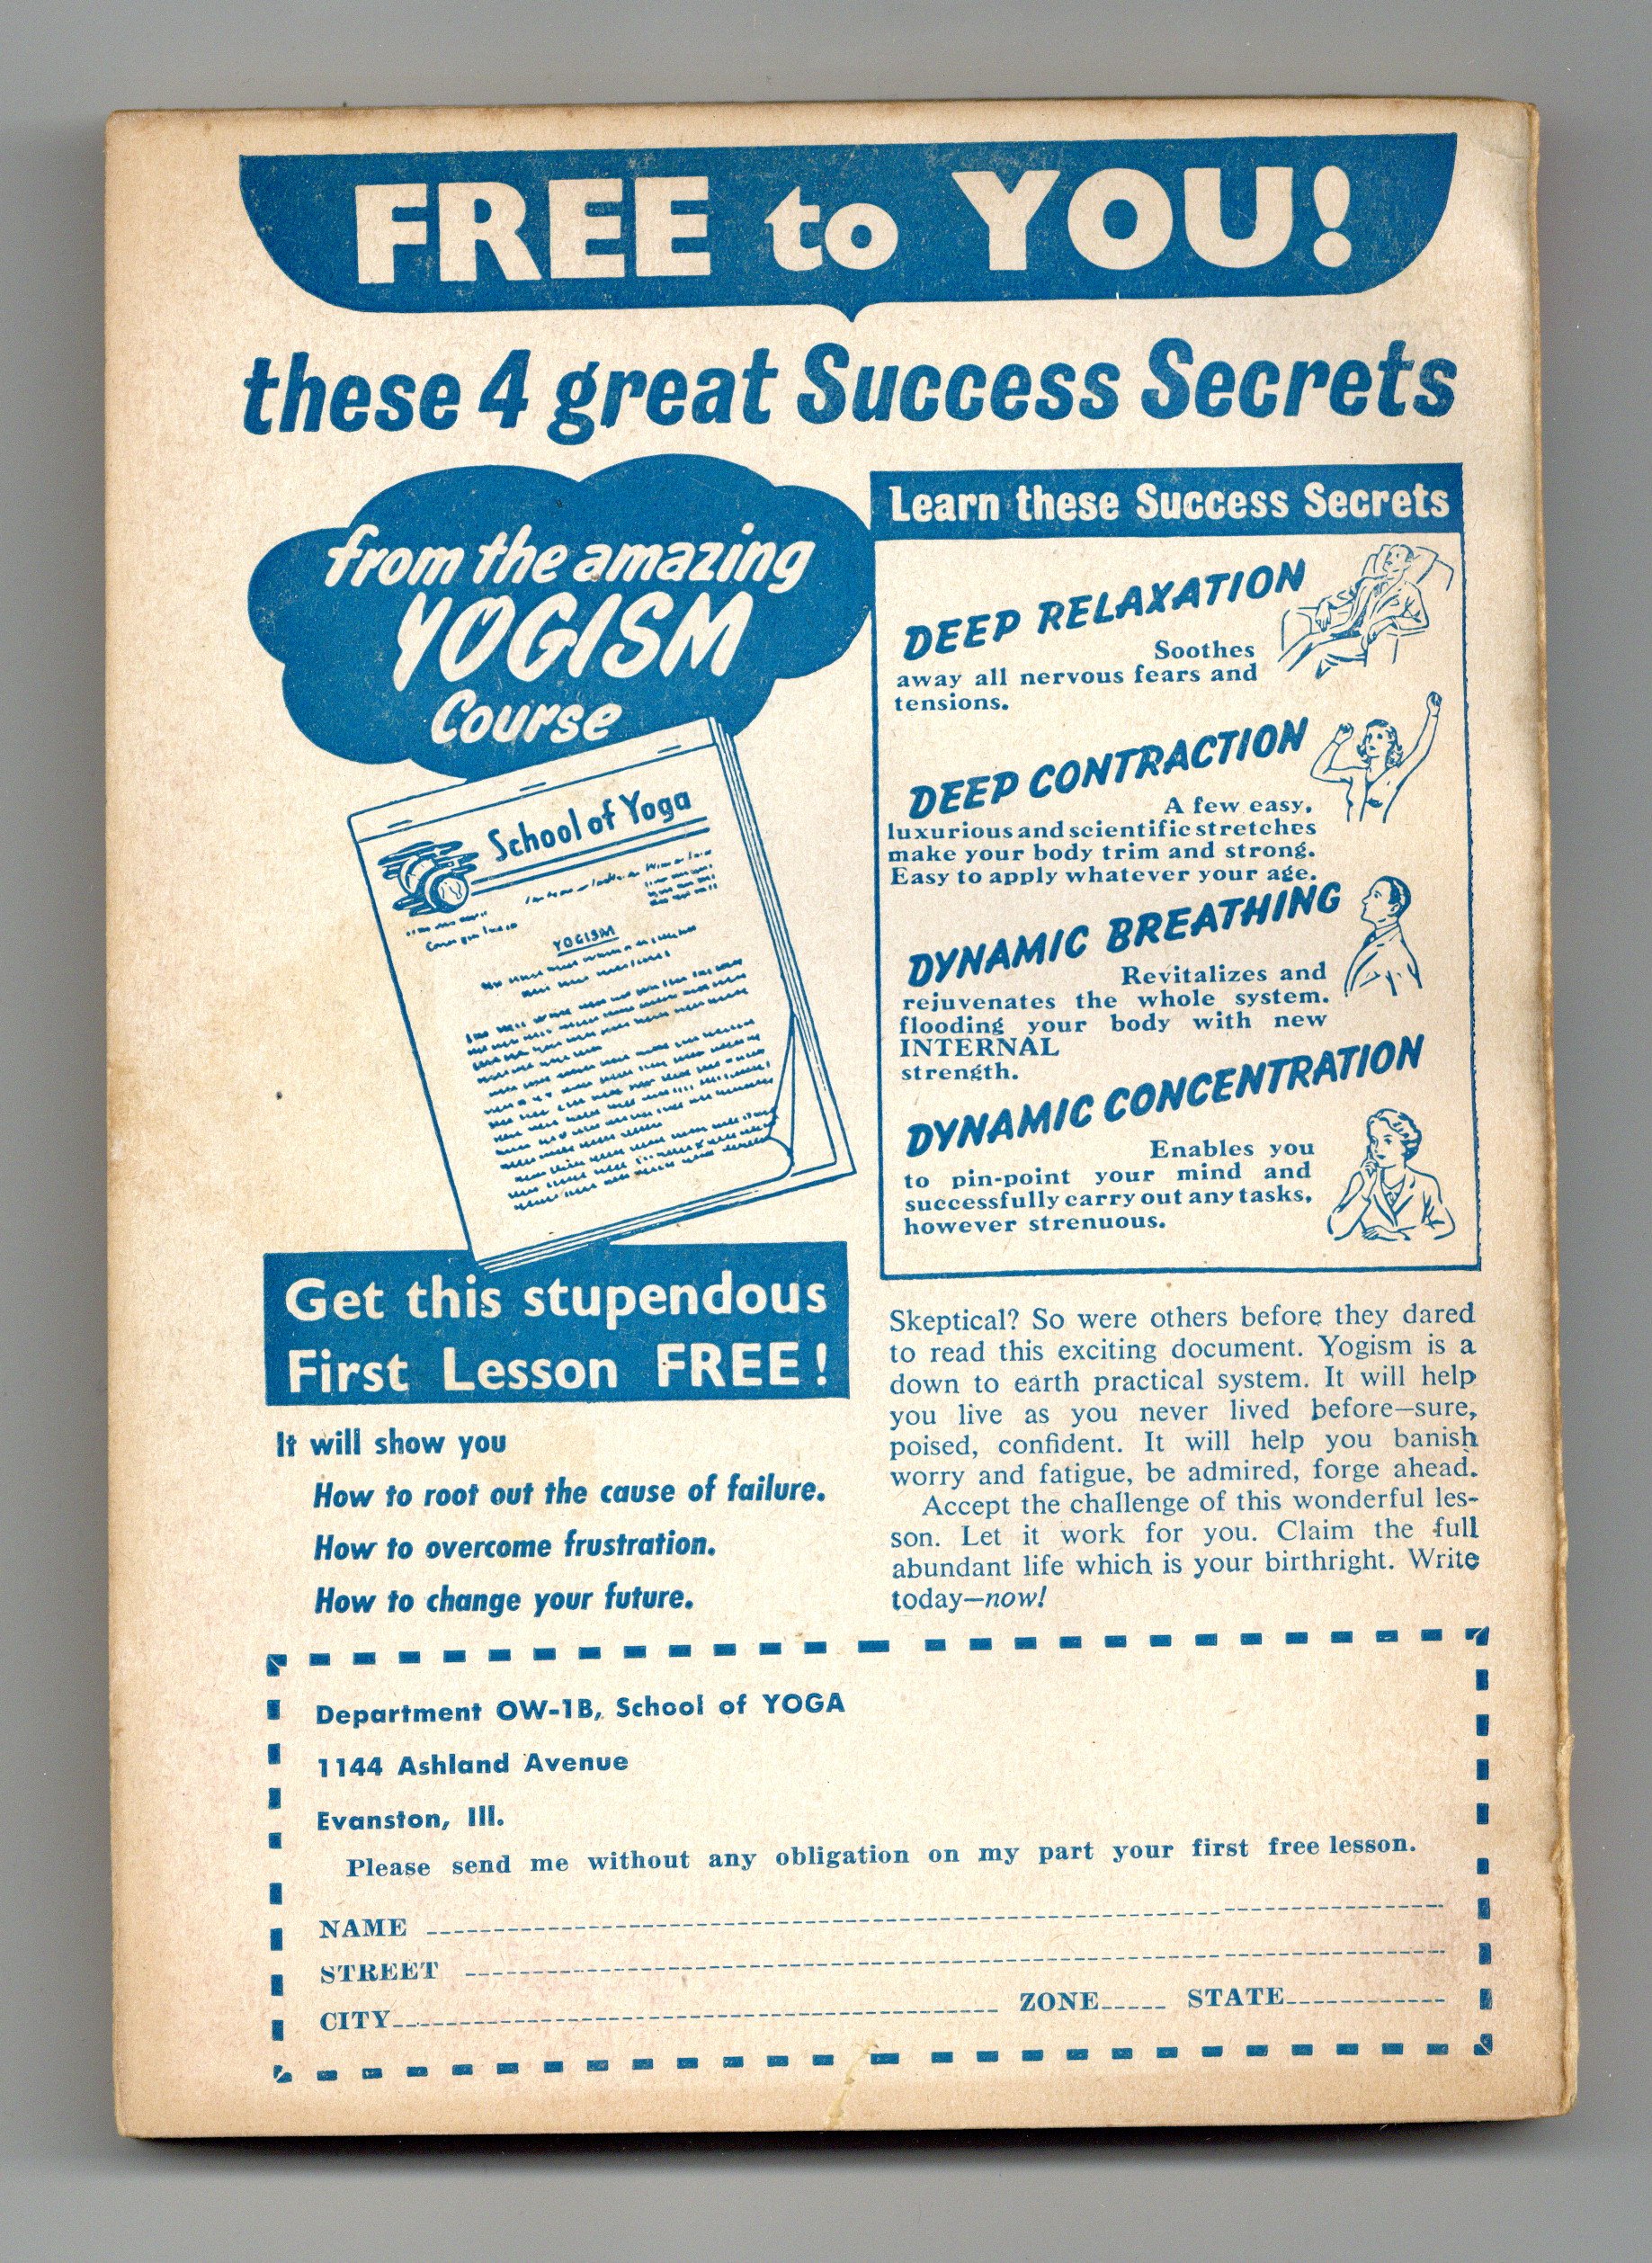 FREE to YOU!
these 4 great Success Secrets
from the amazing
YOGISM
Course
School of Yoga
YOGISM
Get this stupendous
First Lesson FREE!
It will show you
How to root out the cause of failure.
How to overcome frustration.
How to change your future.
Learn these Success Secrets
DEEP RELAXATION
Soothes
away all nervous fears and
tensions.
DEEP CONTRACTION
A few easy,
luxurious and scientific stretches
make your body trim and strong.
Easy to apply whatever your age.
DYNAMIC BREATHING
Revitalizes and
rejuvenates the whole system.
flooding your body with new
INTERNAL
strength.
DYNAMIC CONCENTRATION
Enables you
to pin-point your mind and
successfully carry out any tasks,
however strenuous.
Skeptical? So were others before they dared
to read this exciting document. Yogism is a
down to earth practical system. It will help
you live as you never lived before—sure,
poised, confident. It will help you banish
worry and fatigue, be admired, forge ahead.
Accept the challenge of this wonderful les-
son. Let it work for you. Claim the full
abundant life which is your birthright. Write
today—now!
Department OW-1B, School of YOGA
1144 Ashland Avenue
Evanston, Ill.
Please send me without any obligation on my part your first free lesson.
NAME
STREET
CITY ZONE STATE